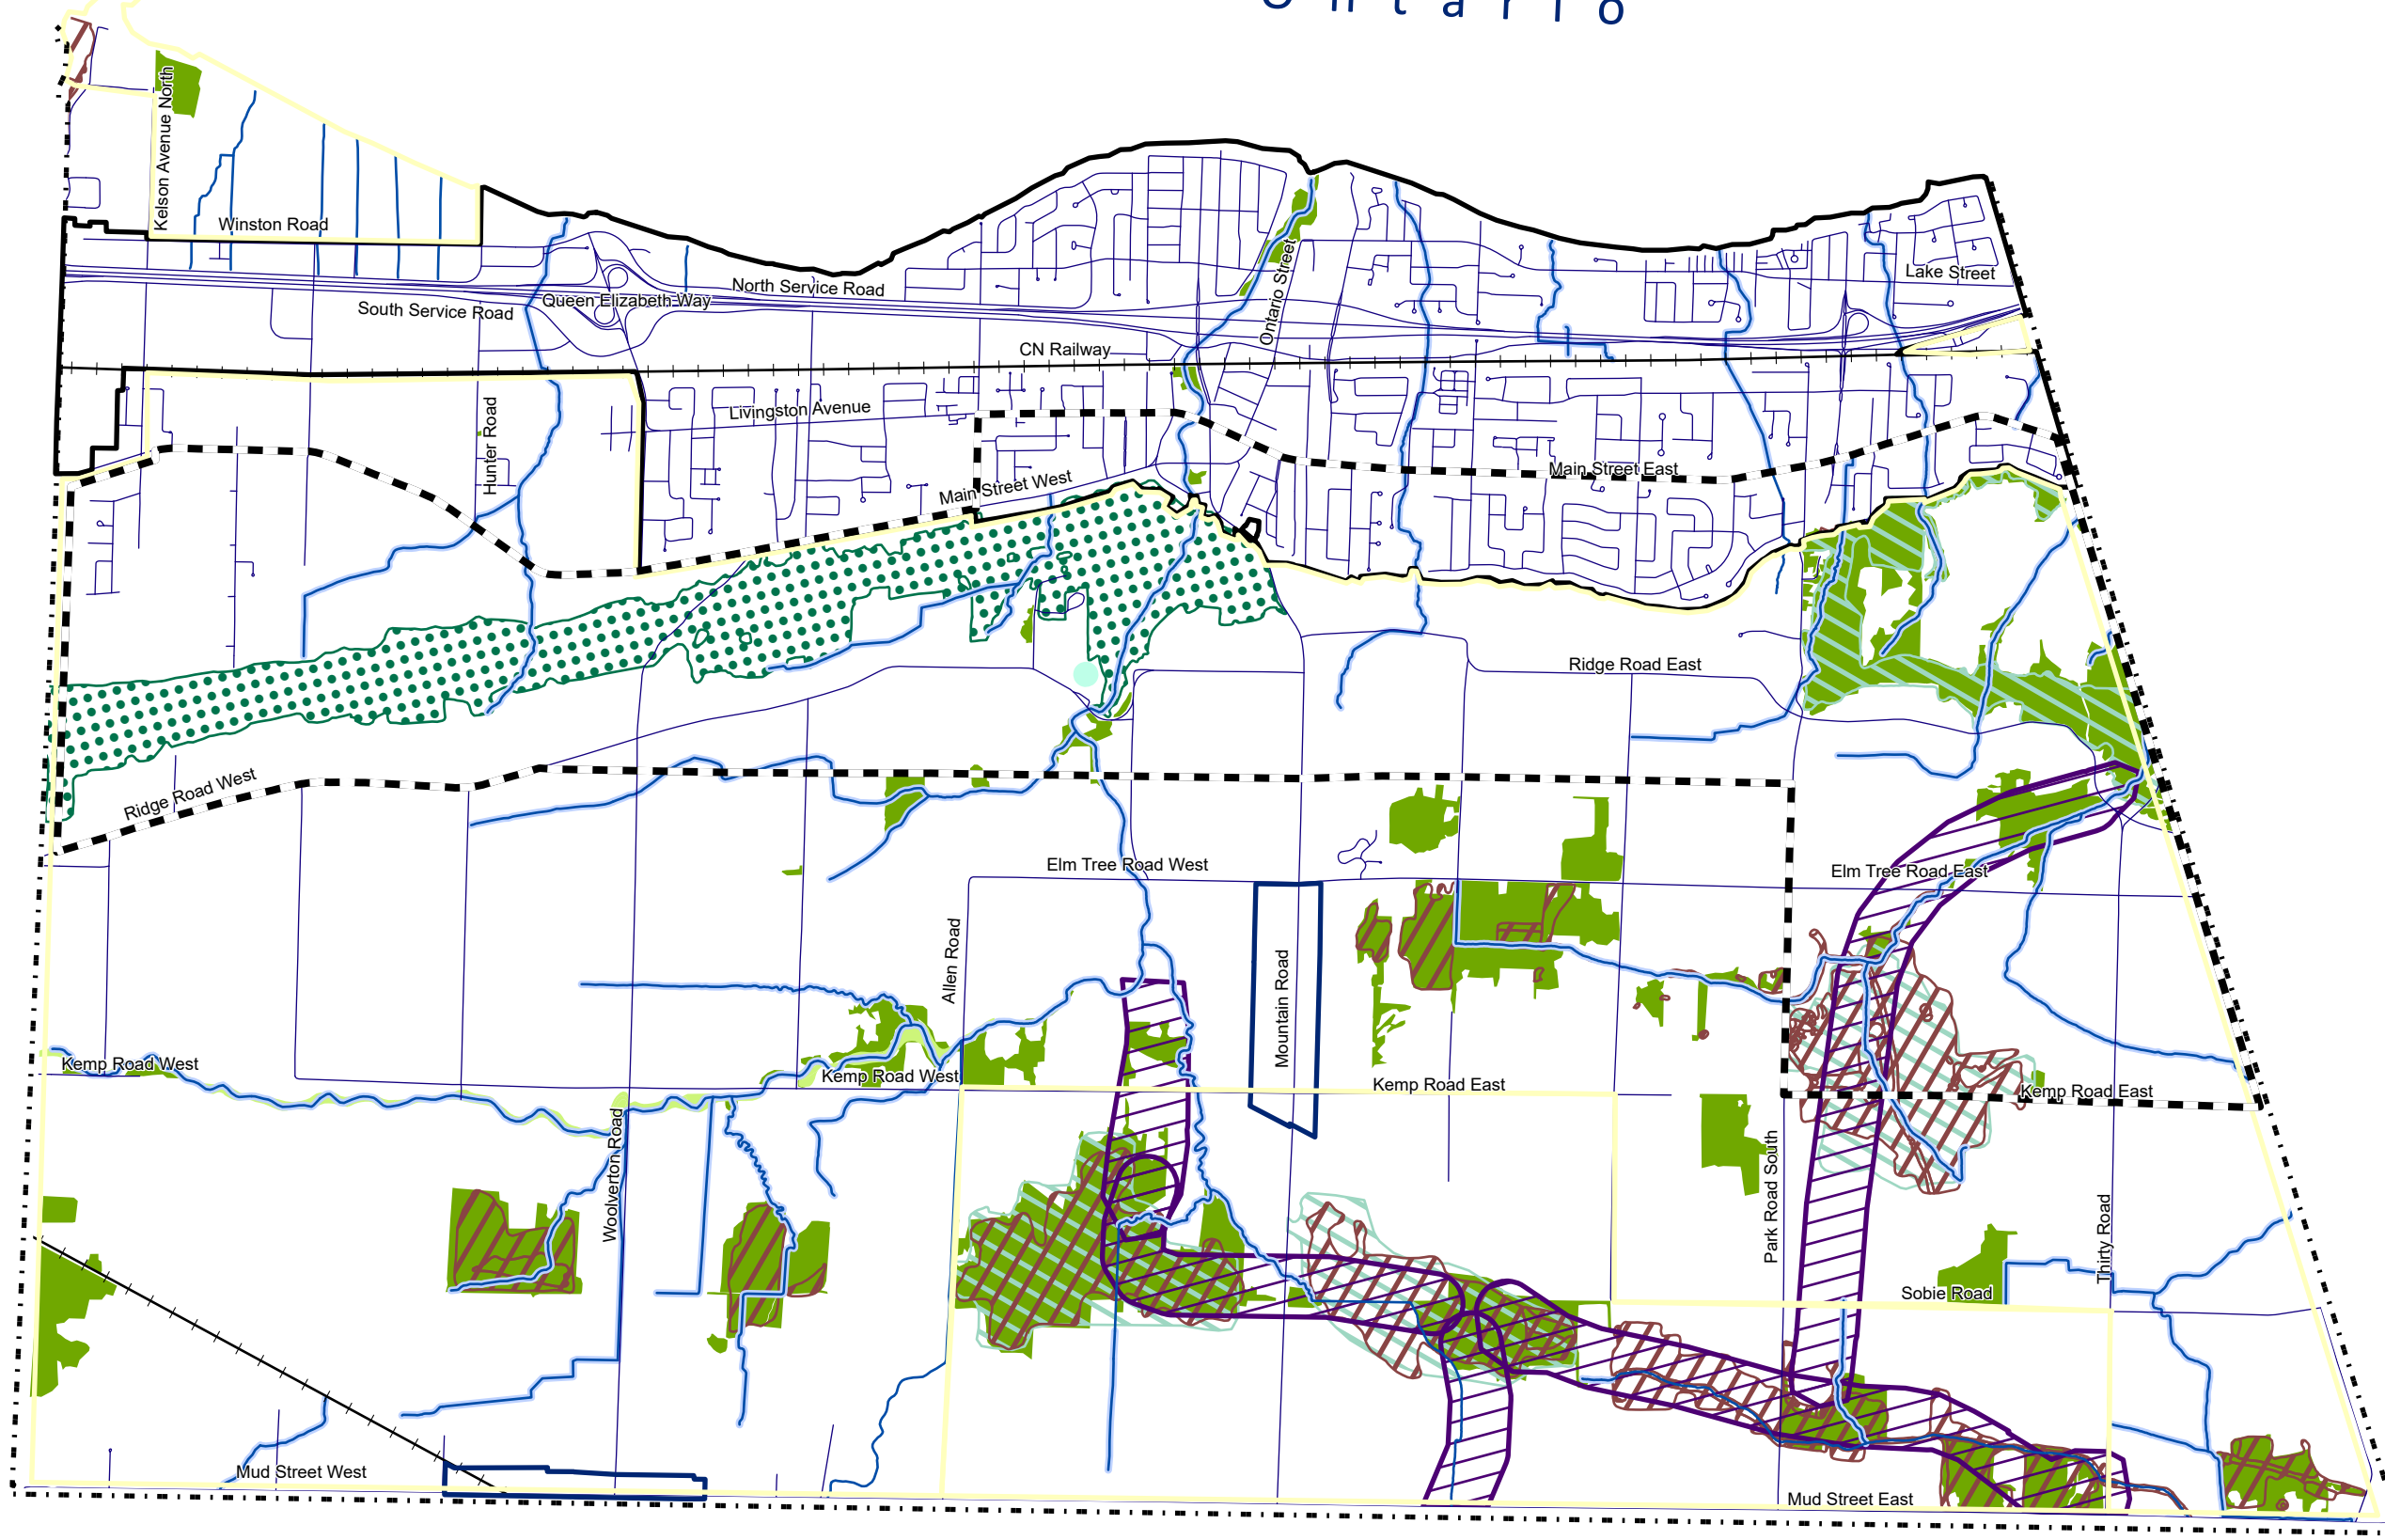 Ontario
Kelson Avenue North
Winston Road
Lake Street
North Service Road
Queen Elizabeth Way
South Service Road
Ontario Street
CN Railway
Livingston Avenue
Hunter Road
Main Street East
Main Street West
Ridge Road East
Ridge Road West
Elm Tree Road West
Elm Tree Road East
Allen Road
Mountain Road
Kemp Road West
Kemp Road West
Kemp Road East
Kemp Road East
Woolverton Road
Park Road South
Thirty Road
Sobie Road
Mud Street West
Mud Street East